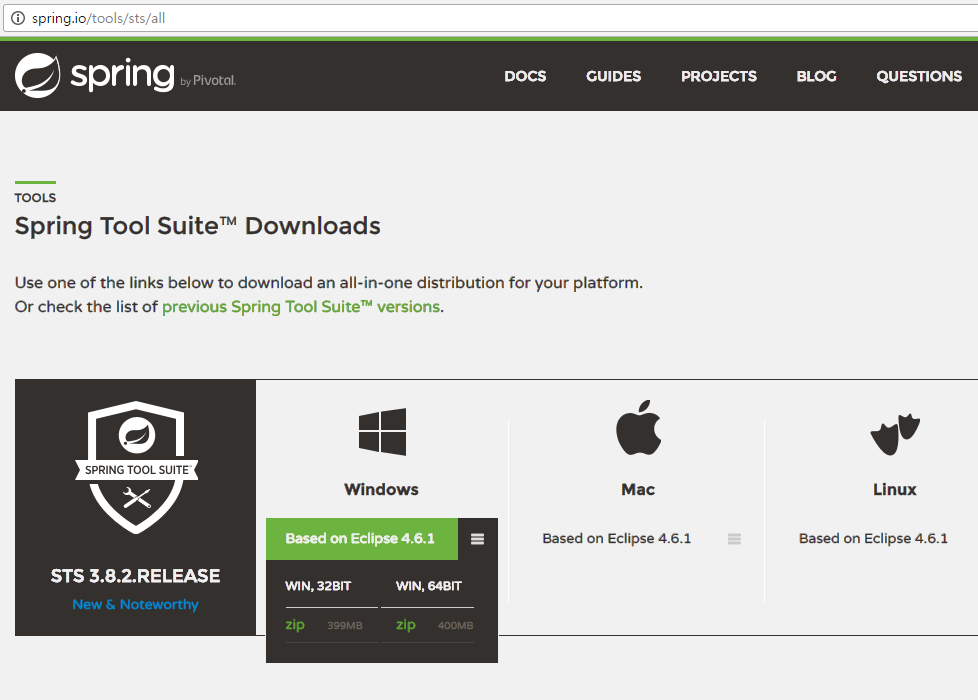 spring.io/tools/sts/all
spring by Pivotal.
DOCS GUIDES PROJECTS BLOG QUESTIONS
TOOLS
Spring Tool Suite™ Downloads
Use one of the links below to download an all-in-one distribution for your platform.
Or check the list of previous Spring Tool Suite™ versions.
SPRING TOOL SUITE™
STS 3.8.2.RELEASE
New & Noteworthy
Windows
Based on Eclipse 4.6.1
WIN, 32BIT WIN, 64BIT
zip 399MB zip 400MB
Mac
Based on Eclipse 4.6.1
Linux
Based on Eclipse 4.6.1